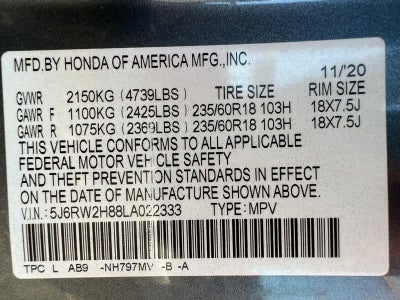 MFD.BY HONDA OF AMERICA MFG.,INC.
11/'20
GVWR 2150KG (4739LBS) TIRE SIZE RIM SIZE
GAWR F 1100KG (2425LBS) 235/60R18 103H 18X7.5J
GAWR R 1075KG (2369LBS) 235/60R18 103H 18X7.5J
THIS VEHICLE CONFORMS TO ALL APPLICABLE
FEDERAL MOTOR VEHICLE SAFETY
AND THEFT PREVENTION STANDARDS IN EFFECT
ON THE DATE OF MANUFACTURE SHOWN ABOVE.
V.I.N:5J6RW2H88LA022333 TYPE:MPV
TPC L AB9 -NH797MV -B -A